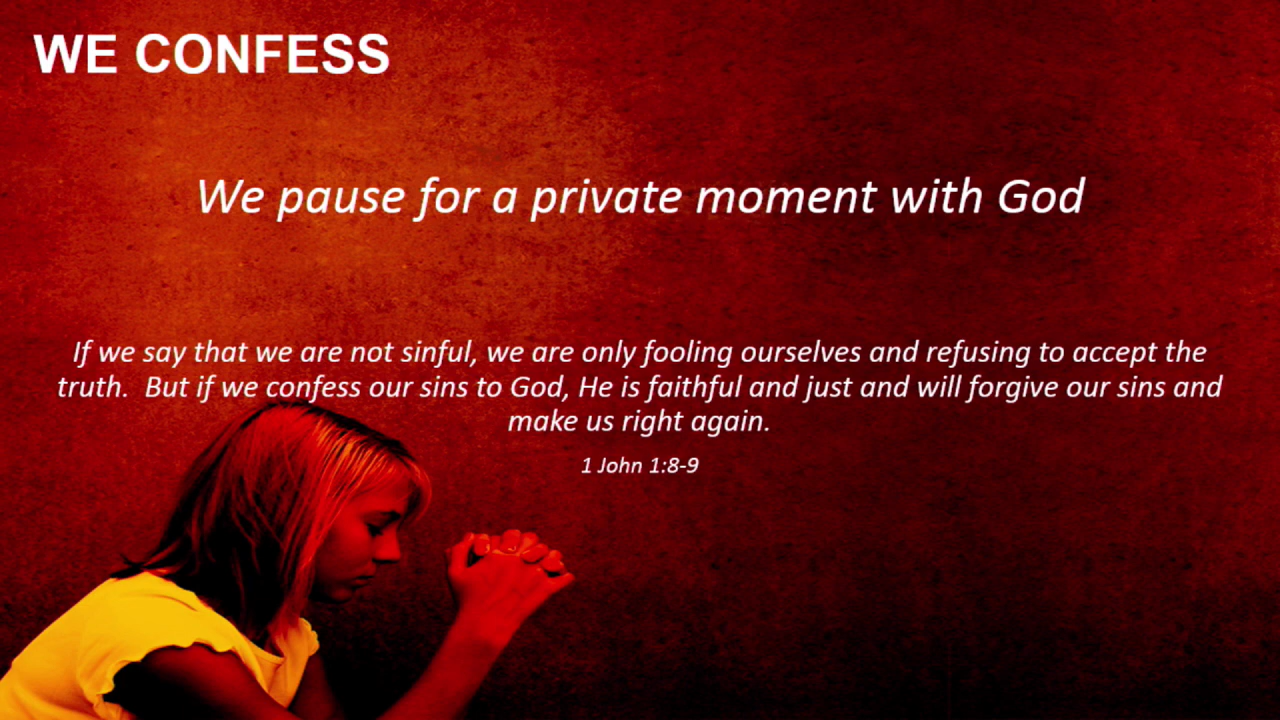 WE CONFESS
We pause for a private moment with God
If we say that we are not sinful, we are only fooling ourselves and refusing to accept the
truth.  But if we confess our sins to God, He is faithful and just and will forgive our sins and
make us right again.
1 John 1:8-9